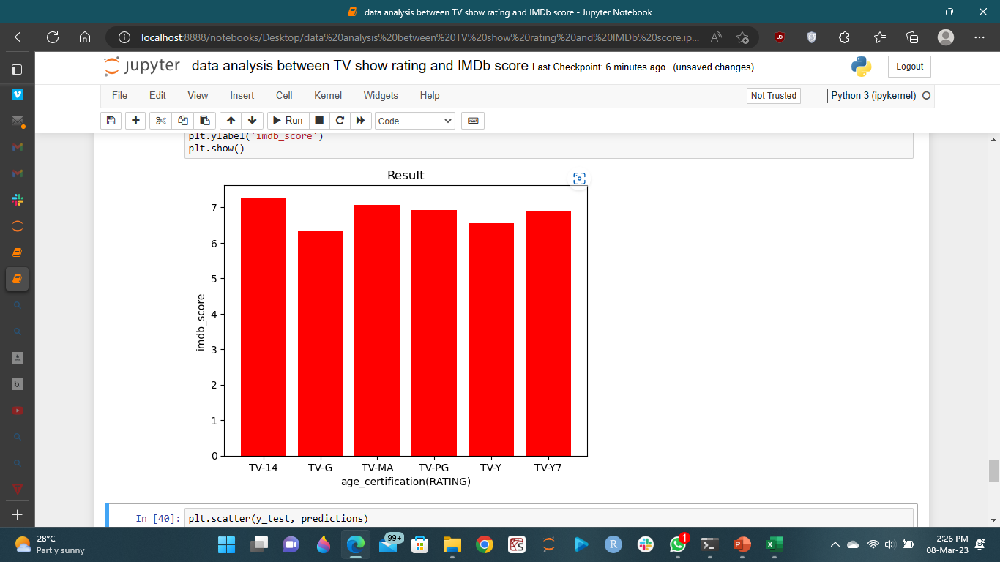 data analysis between TV show rating and IMDb score - Jupyter Notebook
localhost:8888/notebooks/Desktop/data%20analysis%20between%20TV%20show%20rating%20and%20IMDb%20score.ip...
jupyter data analysis between TV show rating and IMDb score Last Checkpoint: 6 minutes ago (unsaved changes)
Logout
File Edit View Insert Cell Kernel Widgets Help
Not Trusted Python 3 (ipykernel)
Run Code
plt.ylabel('imdb_score')
plt.show()
Result
7
6
5
4
3
2
1
0
imdb_score
TV-14 TV-G TV-MA TV-PG TV-Y TV-Y7
age_certification(RATING)
In [40]: plt.scatter(y_test, predictions)
28°C
Partly sunny
99+
1
2:26 PM
08-Mar-23